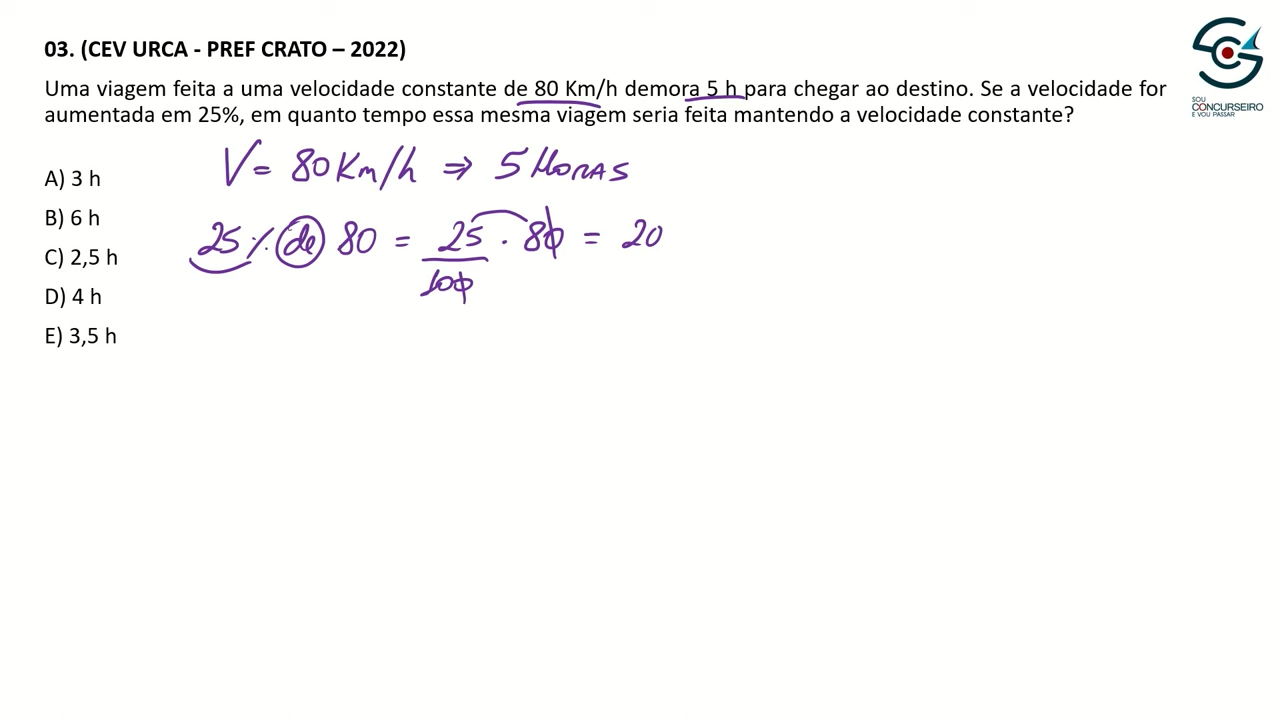 03. (CEV URCA - PREF CRATO – 2022)
Uma viagem feita a uma velocidade constante de 80 Km/h demora 5 h para chegar ao destino. Se a velocidade for
aumentada em 25%, em quanto tempo essa mesma viagem seria feita mantendo a velocidade constante?
A) 3 h
B) 6 h
C) 2,5 h
D) 4 h
E) 3,5 h
V = 80 Km/h ⇒ 5 HORAS
25 % de 80 = 25/100 . 80 = 20
SOU
CONCURSEIRO
E VOU PASSAR